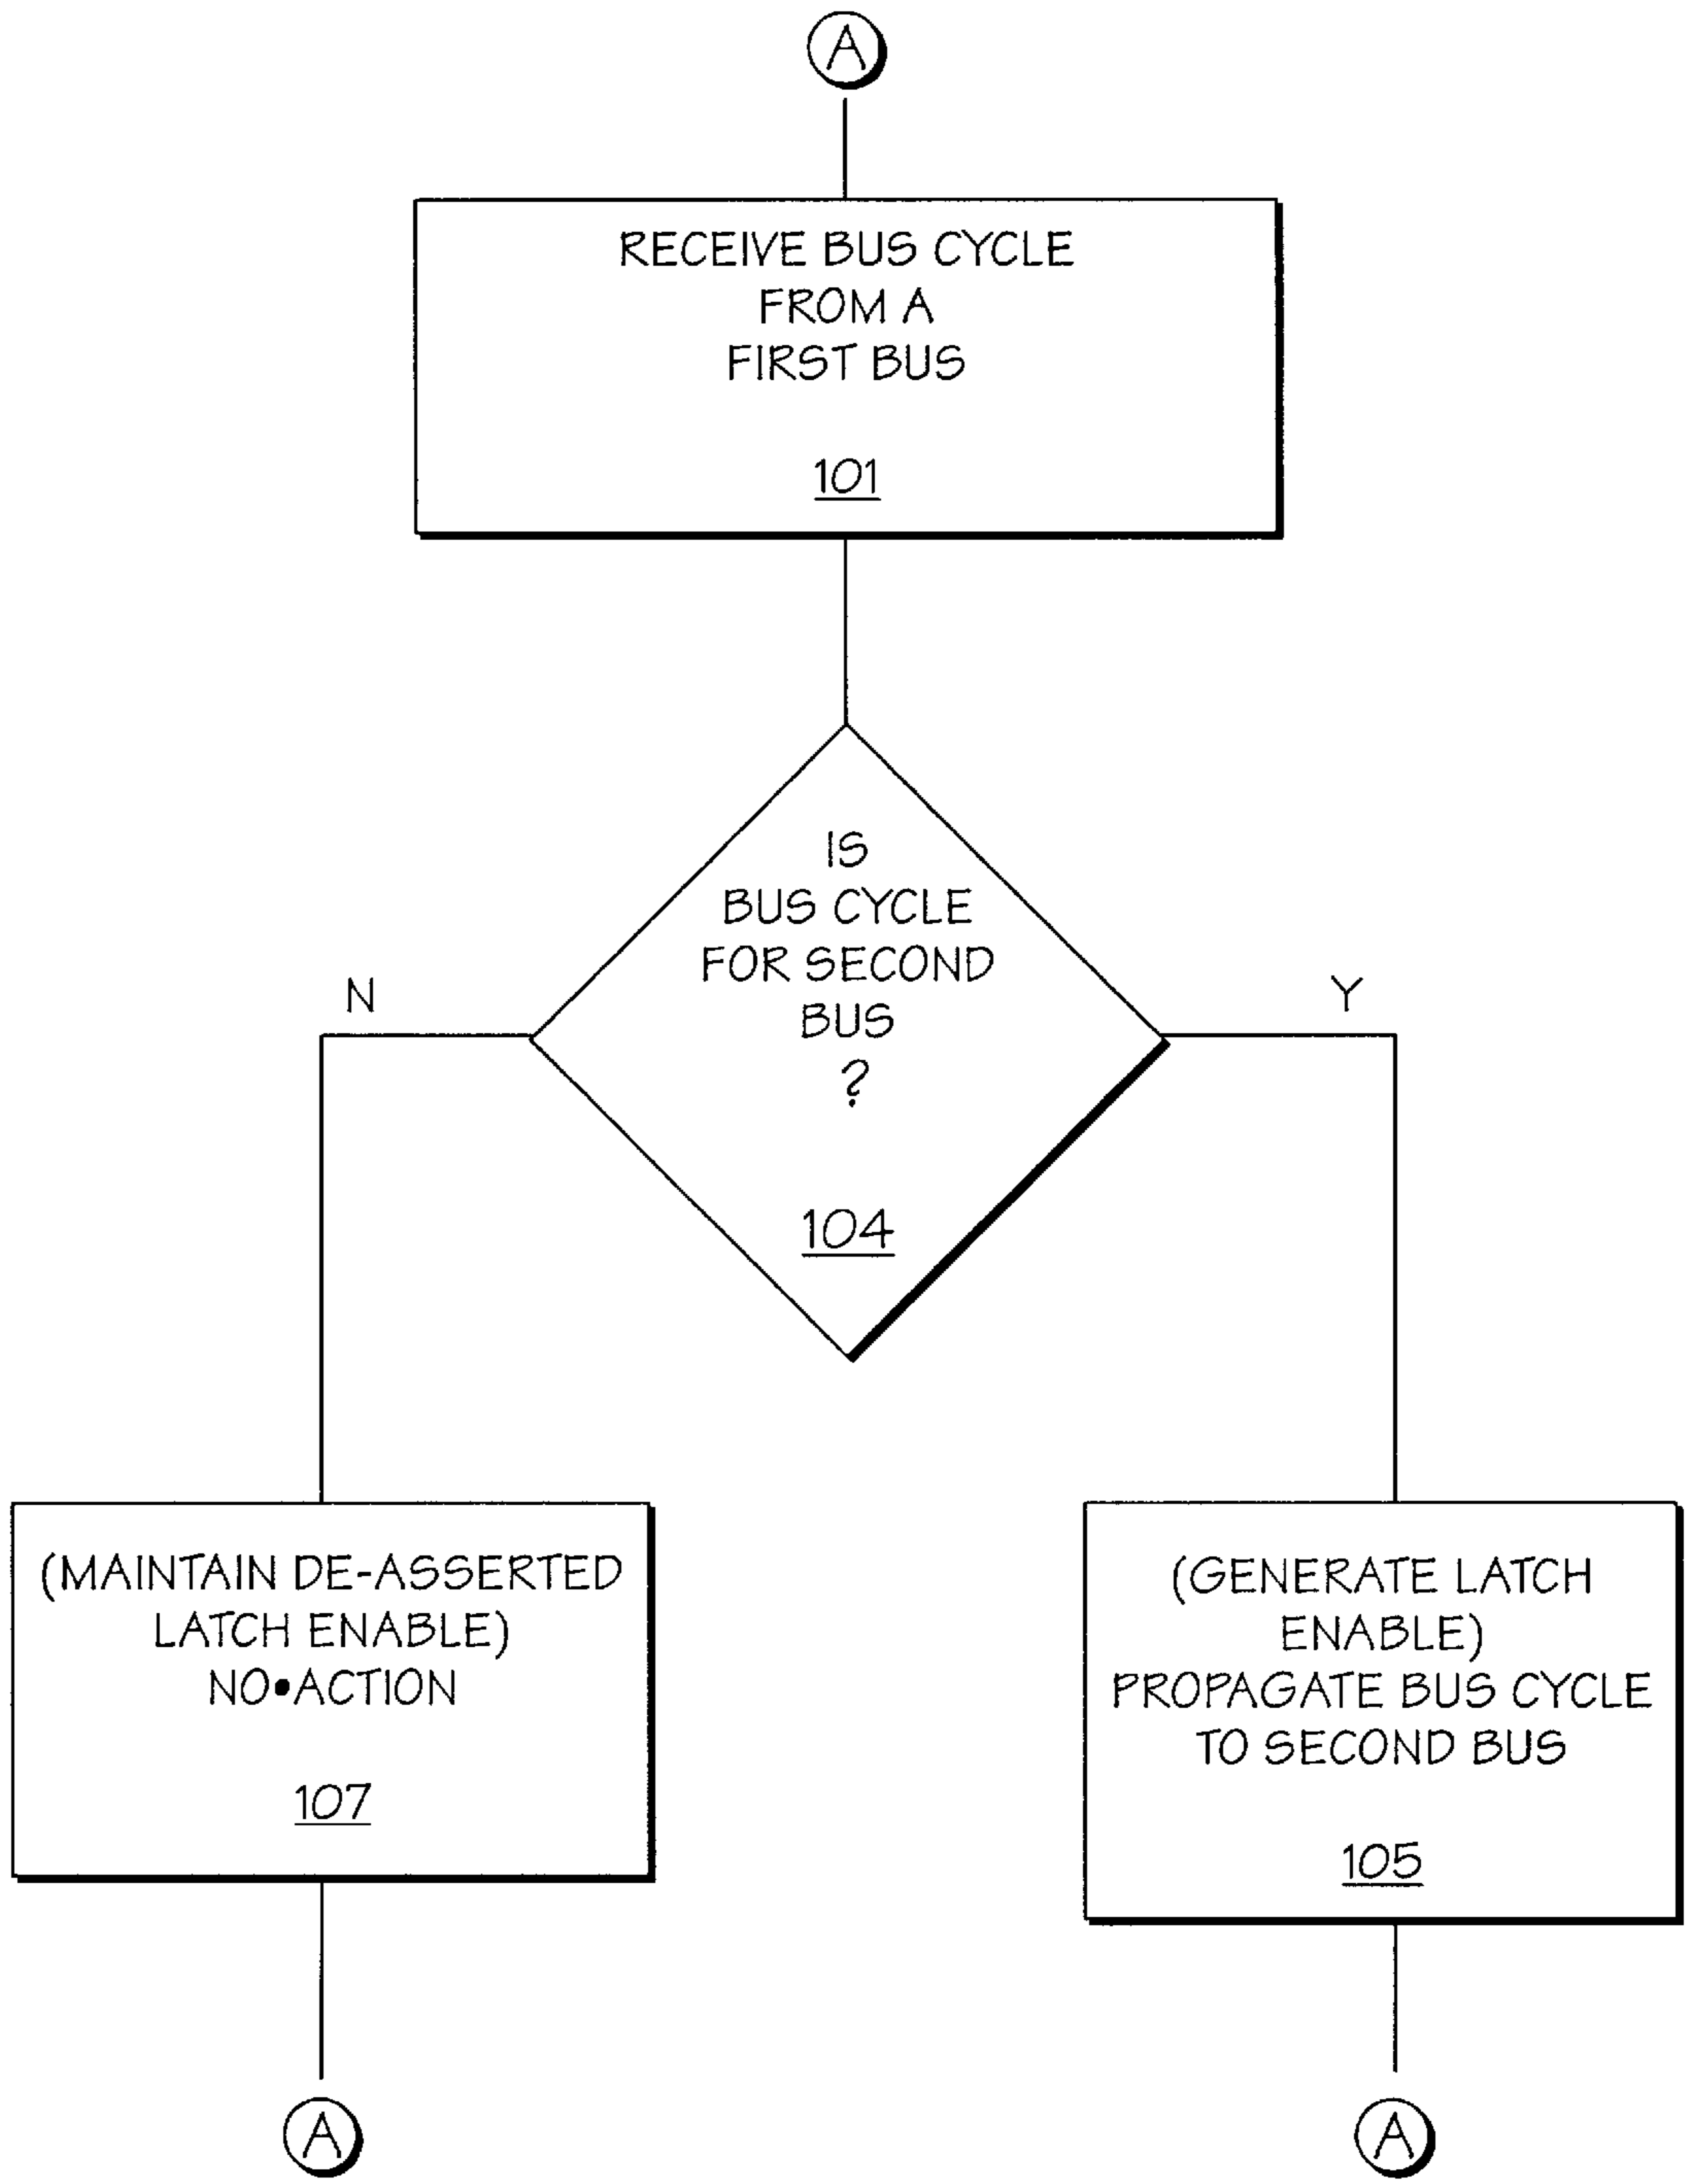 A
RECEIVE BUS CYCLE
FROM A
FIRST BUS
101
IS
BUS CYCLE
FOR SECOND
BUS
?
104
N
Y
(MAINTAIN DE-ASSERTED
LATCH ENABLE)
NO•ACTION
107
(GENERATE LATCH
ENABLE)
PROPAGATE BUS CYCLE
TO SECOND BUS
105
A
A